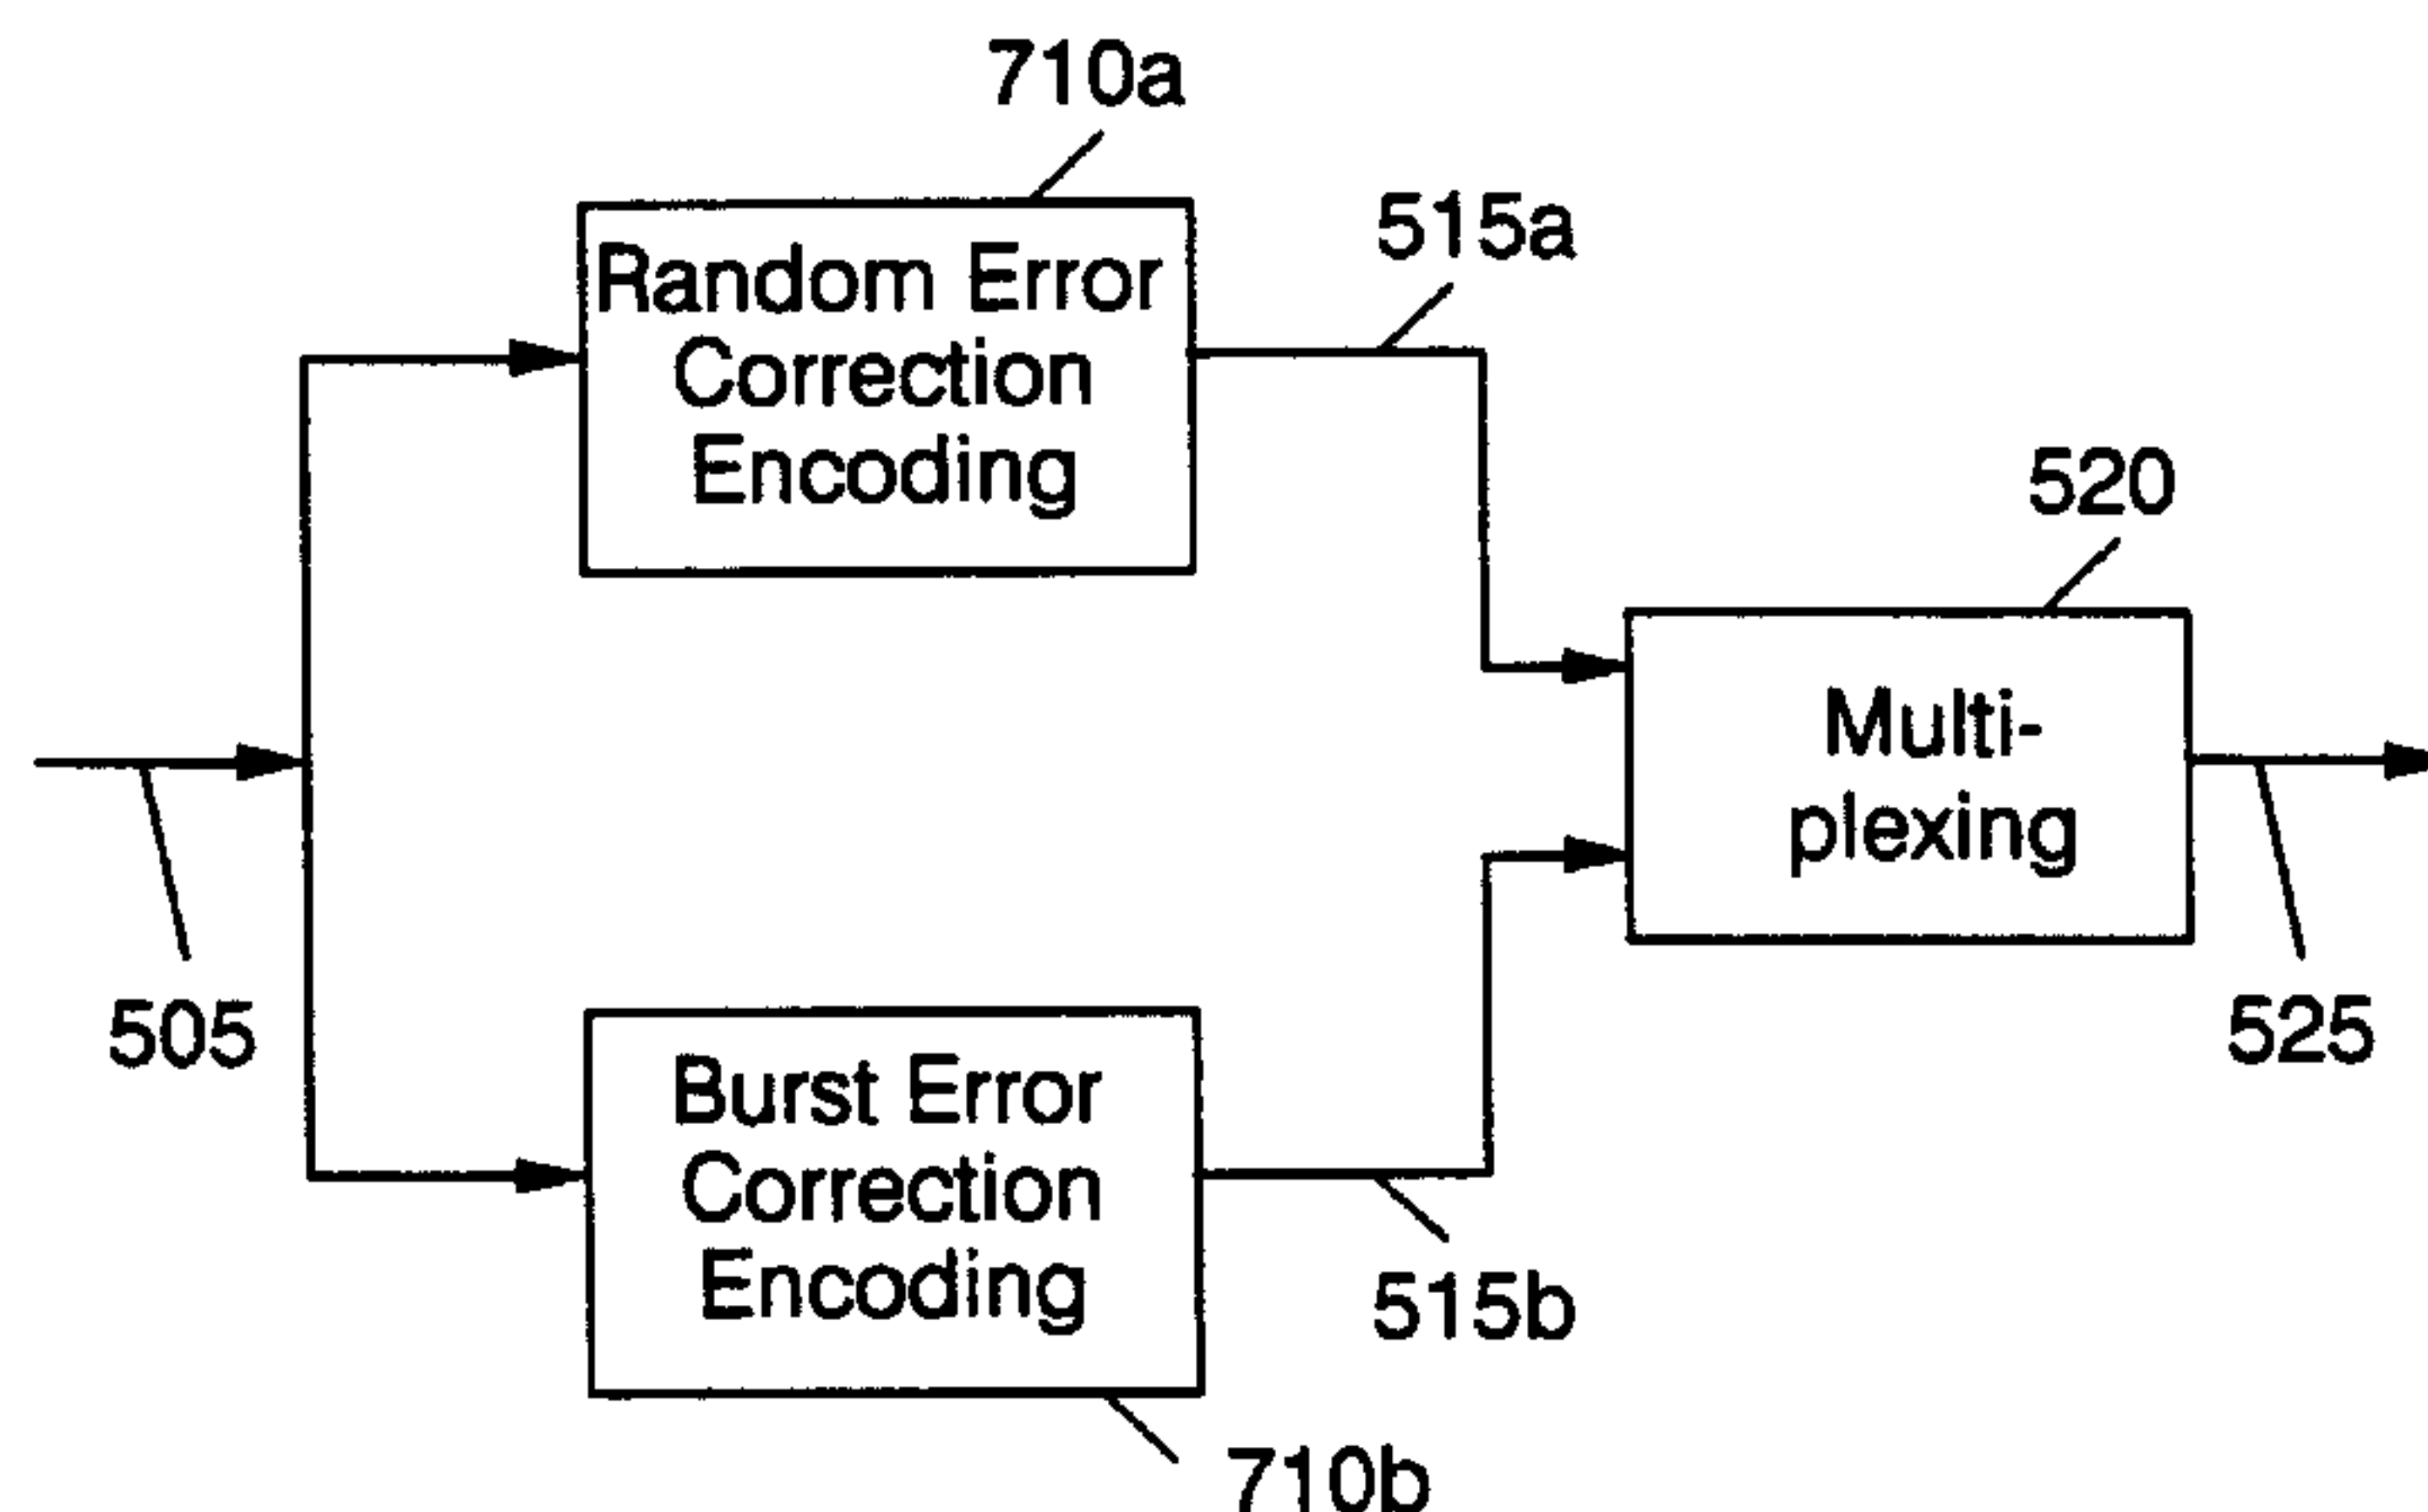 710a
Random Error
Correction
Encoding
515a
520
Multi-
plexing
505
525
Burst Error
Correction
Encoding
515b
710b